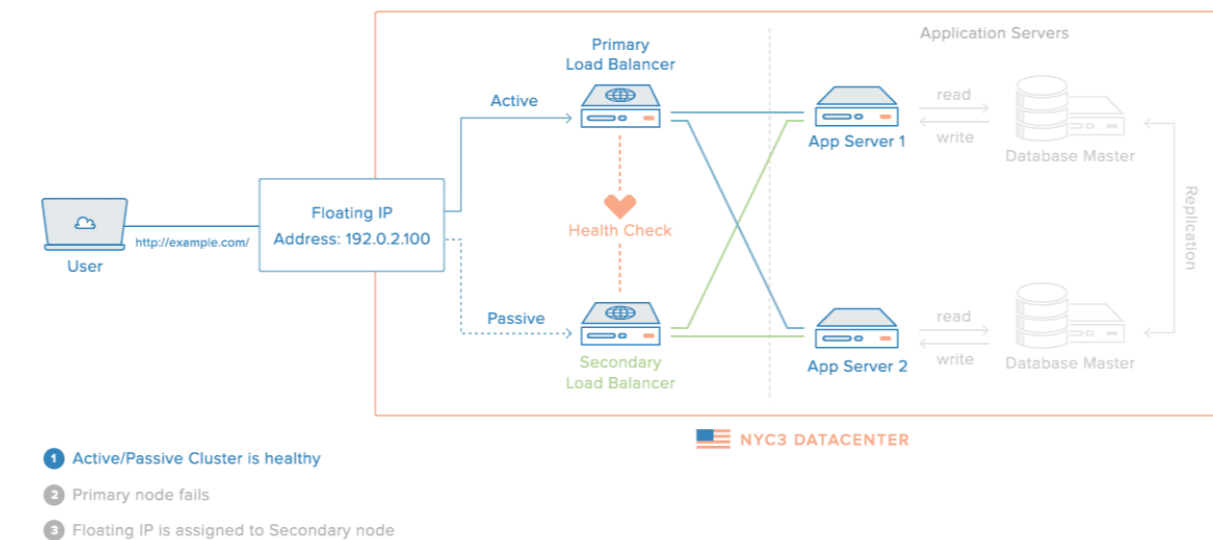 Application Servers
Primary
Load Balancer
Active
read
write
App Server 1
Database Master
Floating IP
Address: 192.0.2.100
http://example.com/
User
Health Check
Replication
Passive
read
write
Secondary
Load Balancer
App Server 2
Database Master
NYC3 DATACENTER
1 Active/Passive Cluster is healthy
2 Primary node fails
3 Floating IP is assigned to Secondary node